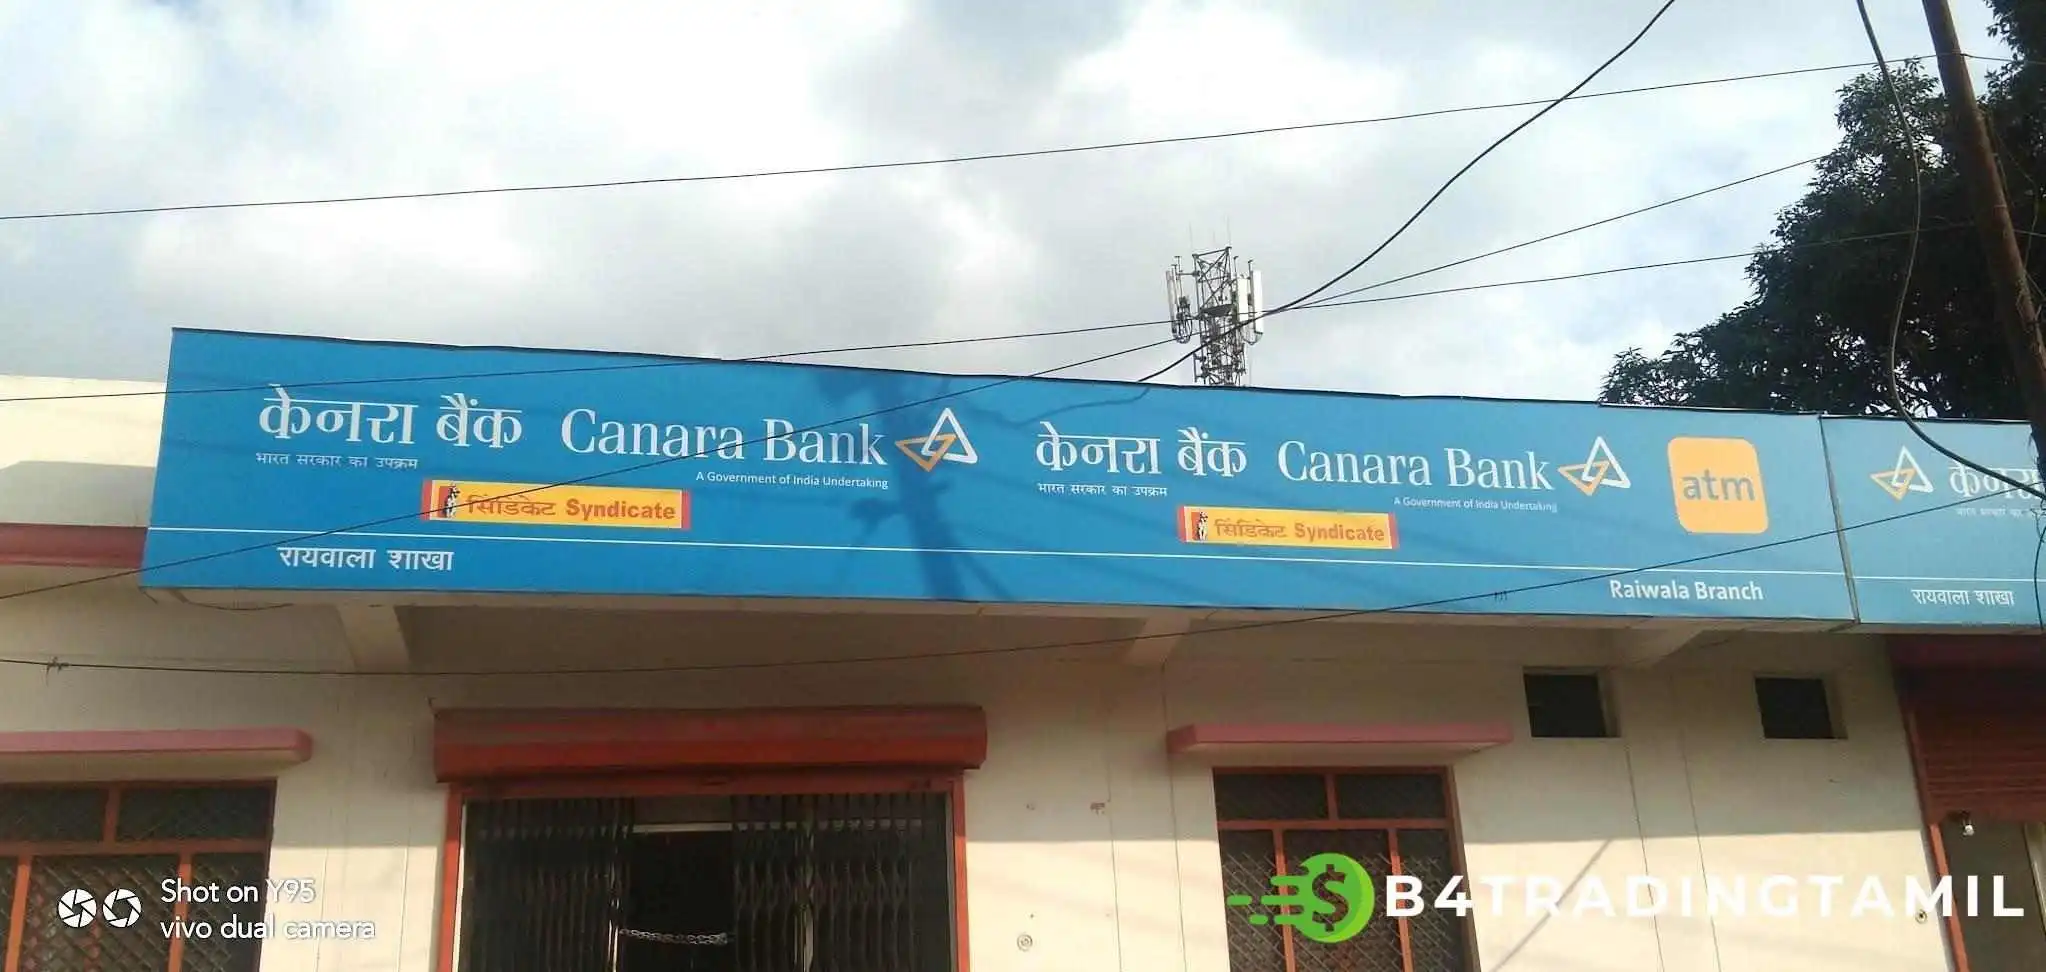 केनरा बैंक Canara Bank
भारत सरकार का उपक्रम
A Government of India Undertaking
सिंडिकेट Syndicate
रायवाला शाखा
केनरा बैंक Canara Bank
भारत सरकार का उपक्रम
A Government of India Undertaking
सिंडिकेट Syndicate
atm
Raiwala Branch
रायवाला शाखा
Shot on Y95
vivo dual camera
B4TRADINGTAMIL